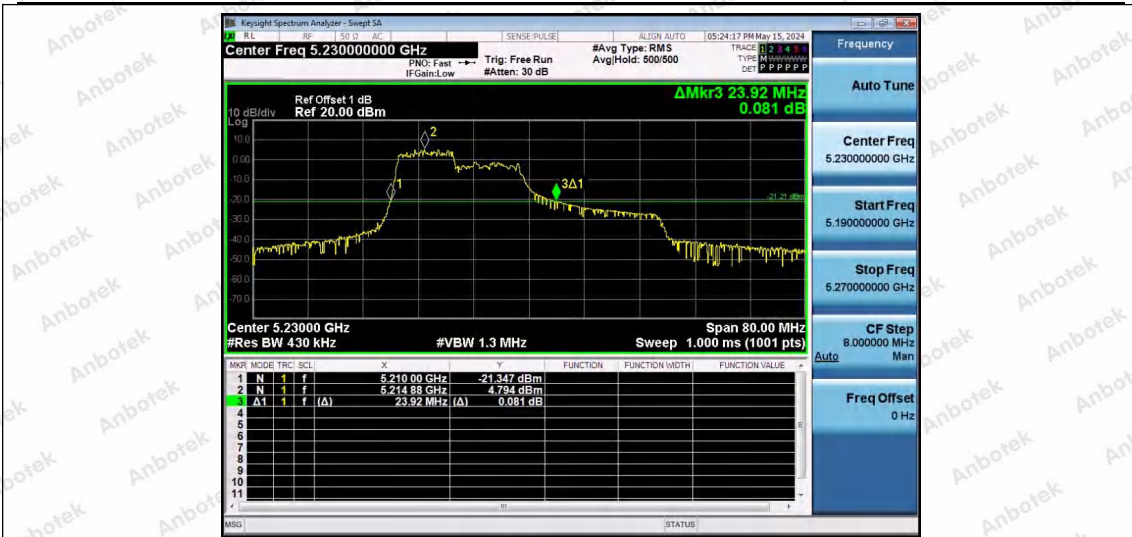 Keysight Spectrum Analyzer - Swept SA
LXI RL RF 50 Ω AC SENSE:PULSE ALIGN AUTO 05:24:17 PM May 15, 2024
Center Freq 5.230000000 GHz
PNO: Fast
IFGain:Low
Trig: Free Run
#Atten: 30 dB
#Avg Type: RMS
Avg|Hold: 500/500
TRACE 1 2 3 4 5 6
TYPE M WWWWW
DET P P P P P P
ΔMkr3 23.92 MHz
0.081 dB
Ref Offset 1 dB
10 dB/div Ref 20.00 dBm
Log
10.0
0.00
-10.0
-20.0
-30.0
-40.0
-50.0
-60.0
-70.0
1
2
3Δ1
-21.21 dBm
Center 5.23000 GHz Span 80.00 MHz
#Res BW 430 kHz #VBW 1.3 MHz Sweep 1.000 ms (1001 pts)
MKR MODE TRC SCL X Y FUNCTION FUNCTION WIDTH FUNCTION VALUE
1 N 1 f 5.210 00 GHz -21.347 dBm
2 N 1 f 5.214 88 GHz 4.794 dBm
3 Δ1 1 f (Δ) 23.92 MHz (Δ) 0.081 dB
4
5
6
7
8
9
10
11
MSG STATUS
Frequency
Auto Tune
Center Freq
5.230000000 GHz
Start Freq
5.190000000 GHz
Stop Freq
5.270000000 GHz
CF Step
8.000000 MHz
Auto Man
Freq Offset
0 Hz
Anbotek